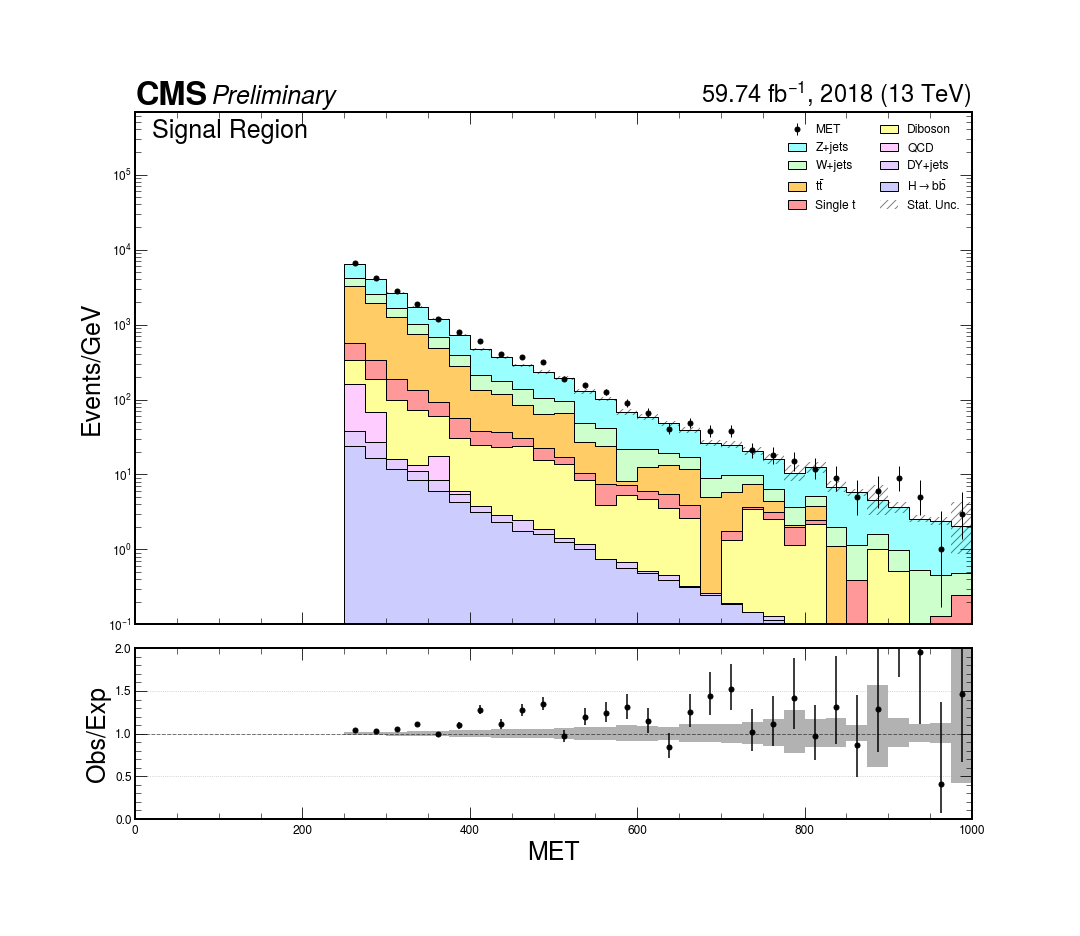 CMS Preliminary
59.74 fb⁻¹, 2018 (13 TeV)
Signal Region
MET
Z+jets
W+jets
tt̄
Single t
Diboson
QCD
DY+jets
H→bb̄
Stat. Unc.
Events/GeV
10⁵
10⁴
10³
10²
10¹
10⁰
10⁻¹
Obs/Exp
2.0
1.5
1.0
0.5
0.0
0
200
400
600
800
1000
MET